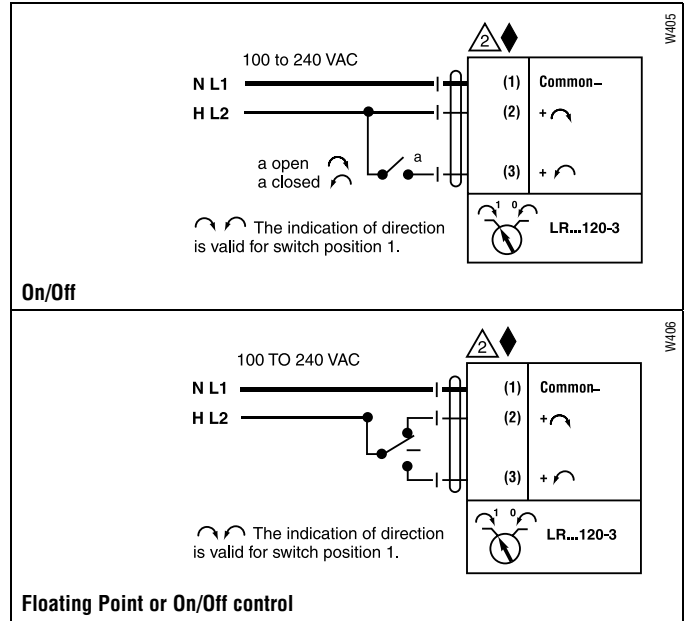 W405
2
100 to 240 VAC
N L1
(1) Common–
H L2
(2) +
a open
a
a closed
(3) +
The indication of direction
is valid for switch position 1.
1 0
LR...120-3
On/Off
W406
2
100 TO 240 VAC
N L1
(1) Common–
H L2
(2) +
(3) +
The indication of direction
is valid for switch position 1.
1 0
LR...120-3
Floating Point or On/Off control